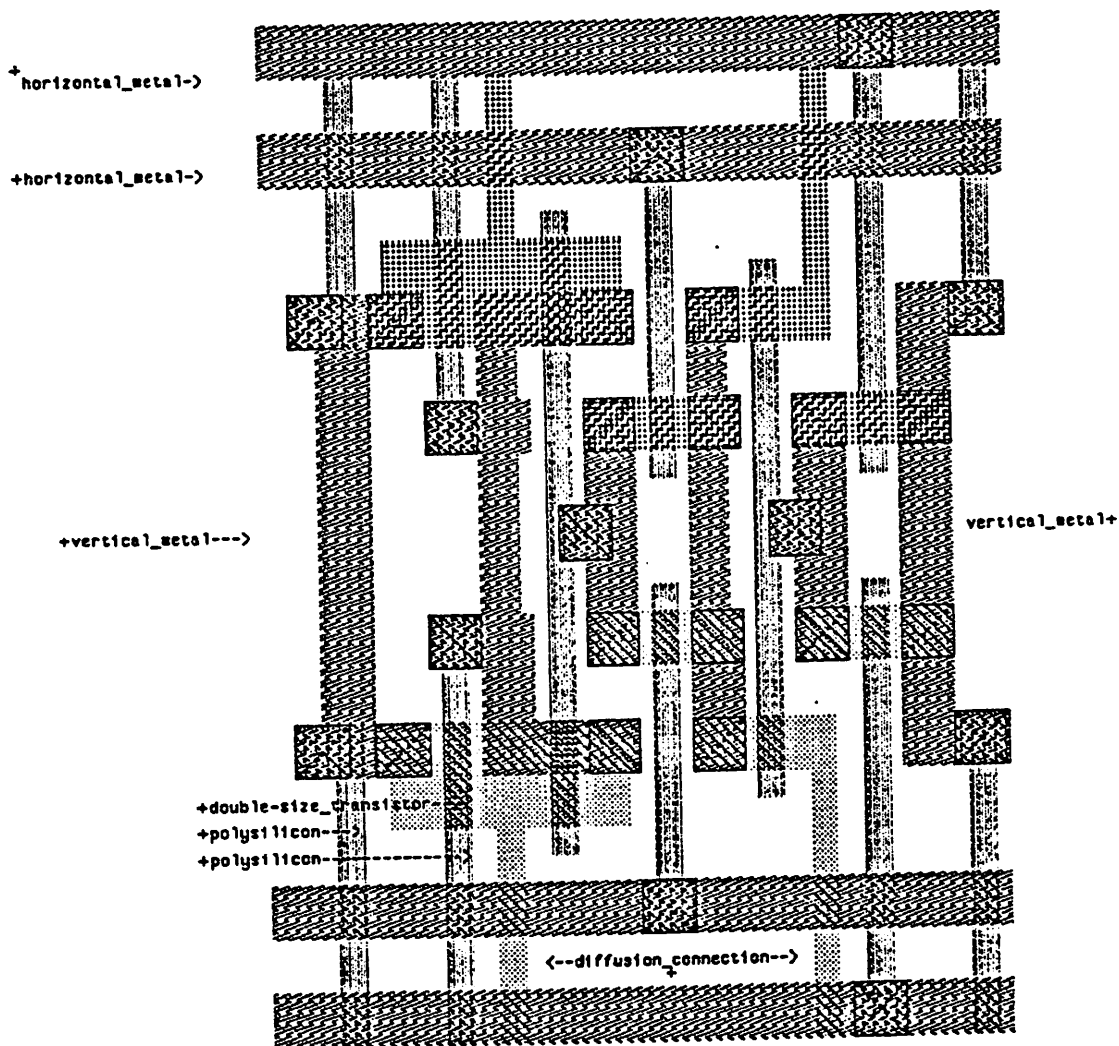 +
horizontal_metal->
+horizontal_metal->
+vertical_metal--->
vertical_metal+
+double-size_transistor-
+polysilicon--->
+polysilicon-------------->
<--diffusion_connection-->
+